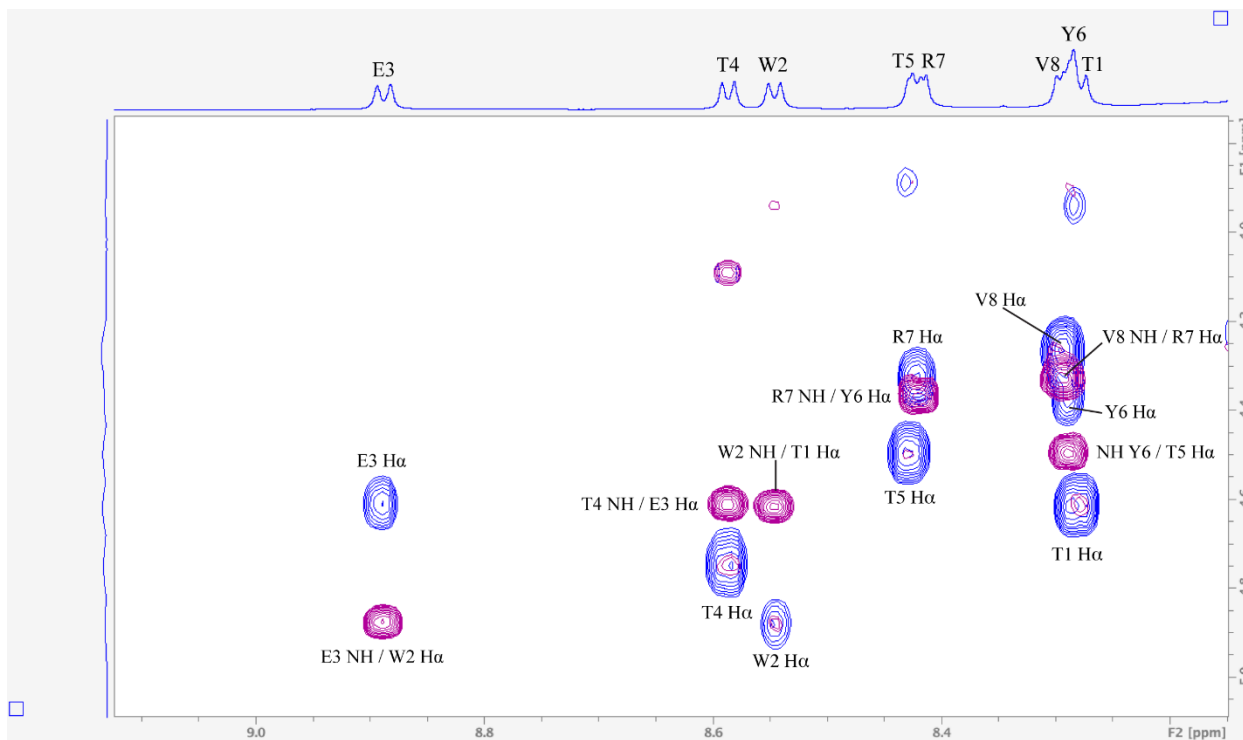 Y6
E3
T4
W2
T5 R7
V8
T1
V8 Hα
R7 Hα
V8 NH / R7 Hα
R7 NH / Y6 Hα
Y6 Hα
E3 Hα
W2 NH / T1 Hα
NH Y6 / T5 Hα
T4 NH / E3 Hα
T5 Hα
T1 Hα
T4 Hα
E3 NH / W2 Hα
W2 Hα
5.0
9.0
8.8
8.6
8.4
F2 [ppm]